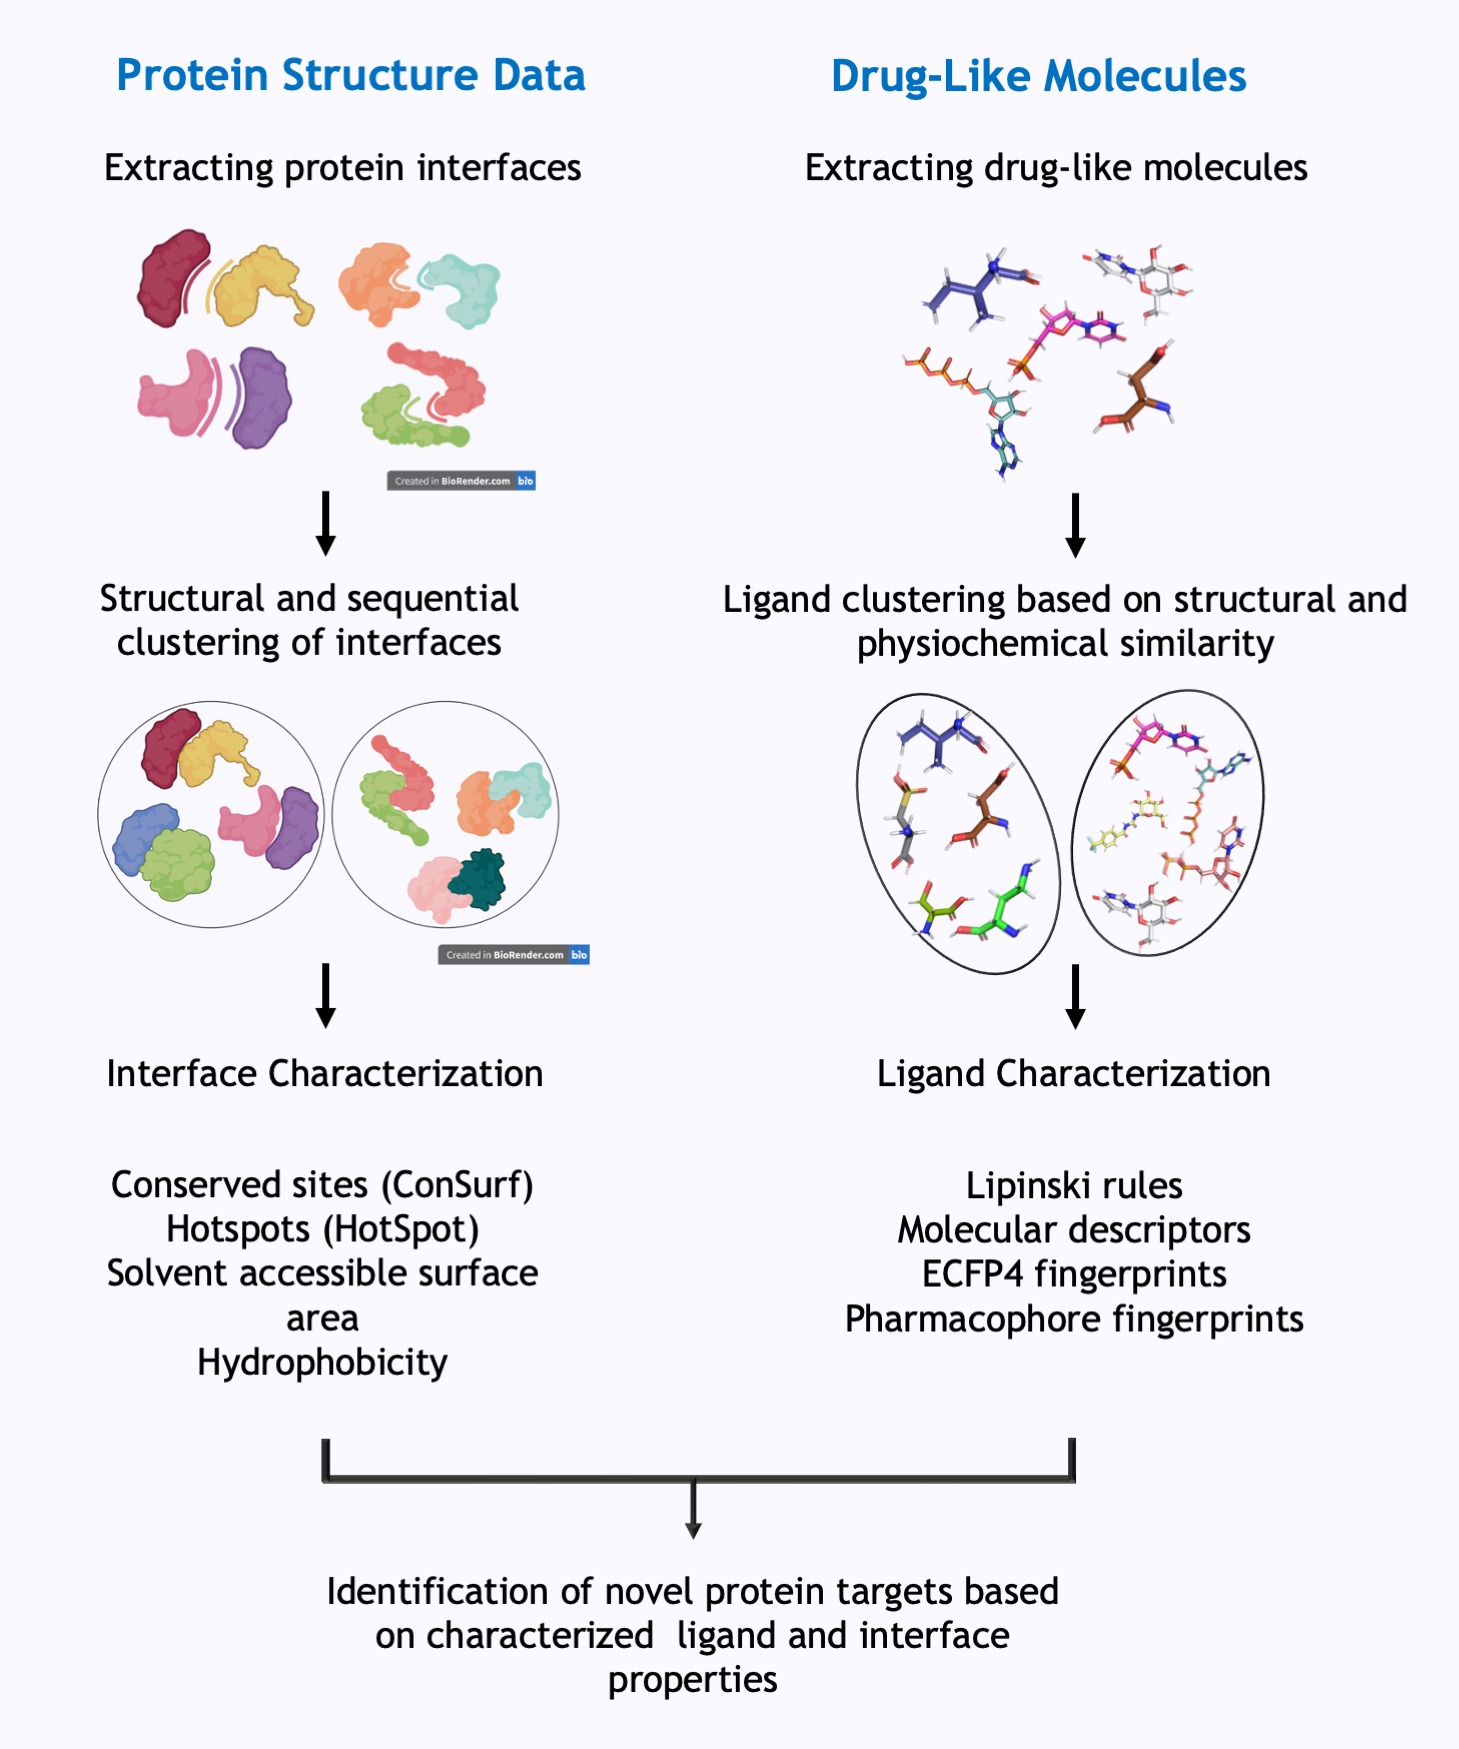 Protein Structure Data
Extracting protein interfaces
Created in BioRender.com bio
Structural and sequential
clustering of interfaces
Created in BioRender.com bio
Interface Characterization
Conserved sites (ConSurf)
Hotspots (HotSpot)
Solvent accessible surface
area
Hydrophobicity
Drug-Like Molecules
Extracting drug-like molecules
Ligand clustering based on structural and
physiochemical similarity
Ligand Characterization
Lipinski rules
Molecular descriptors
ECFP4 fingerprints
Pharmacophore fingerprints
Identification of novel protein targets based
on characterized  ligand and interface
properties